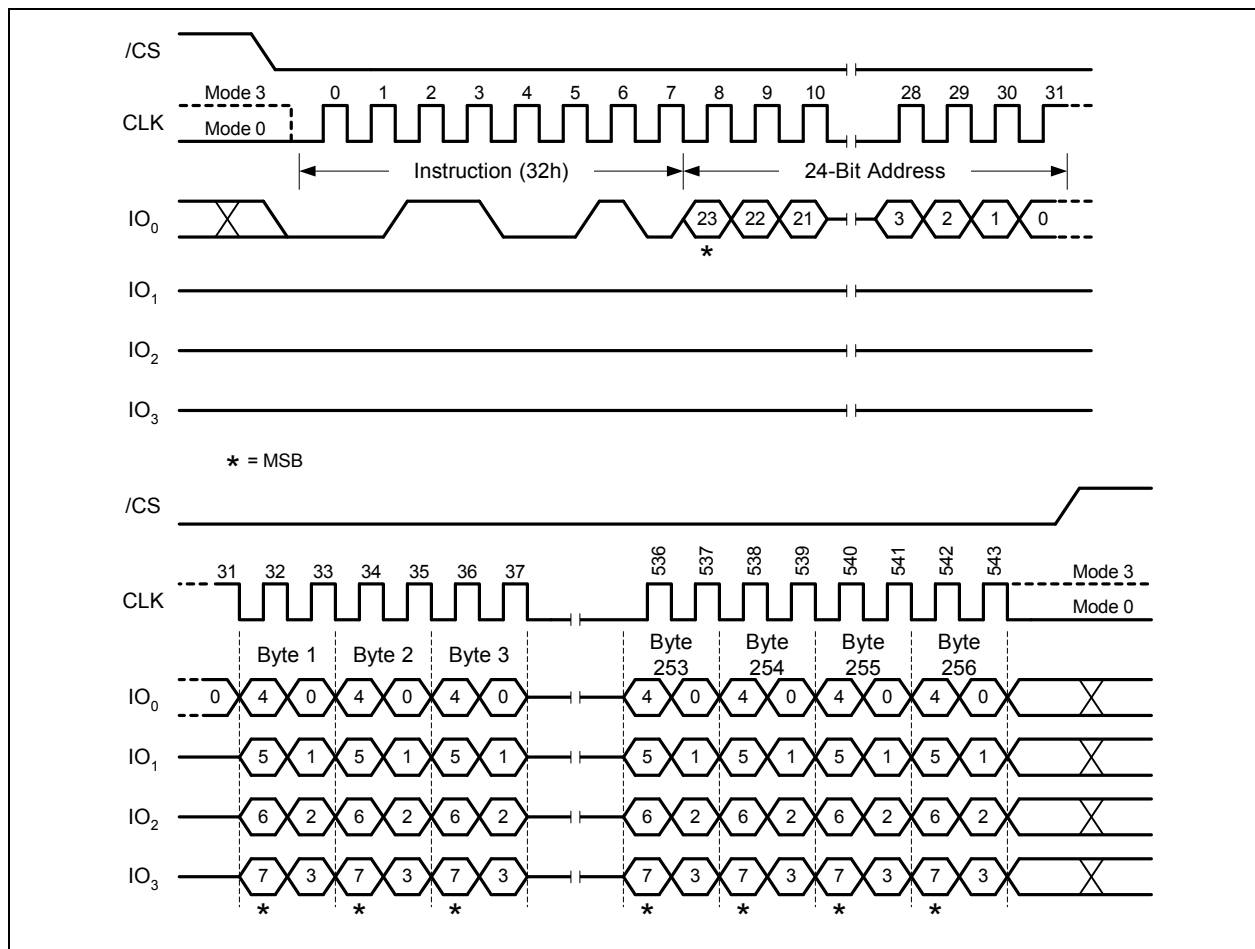 /CS
Mode 3 0 1 2 3 4 5 6 7 8 9 10 28 29 30 31
CLK
Mode 0
Instruction (32h) 24-Bit Address
IO0 23 22 21 3 2 1 0
*
IO1
IO2
IO3
* = MSB
/CS
31 32 33 34 35 36 37 536 537 538 539 540 541 542 543 Mode 3
CLK
Mode 0
Byte 1 Byte 2 Byte 3 Byte 253 Byte 254 Byte 255 Byte 256
IO0 0 4 0 4 0 4 0 4 0 4 0 4 0 4 0
IO1 5 1 5 1 5 1 5 1 5 1 5 1 5 1
IO2 6 2 6 2 6 2 6 2 6 2 6 2 6 2
IO3 7 3 7 3 7 3 7 3 7 3 7 3 7 3
* * * * * * *